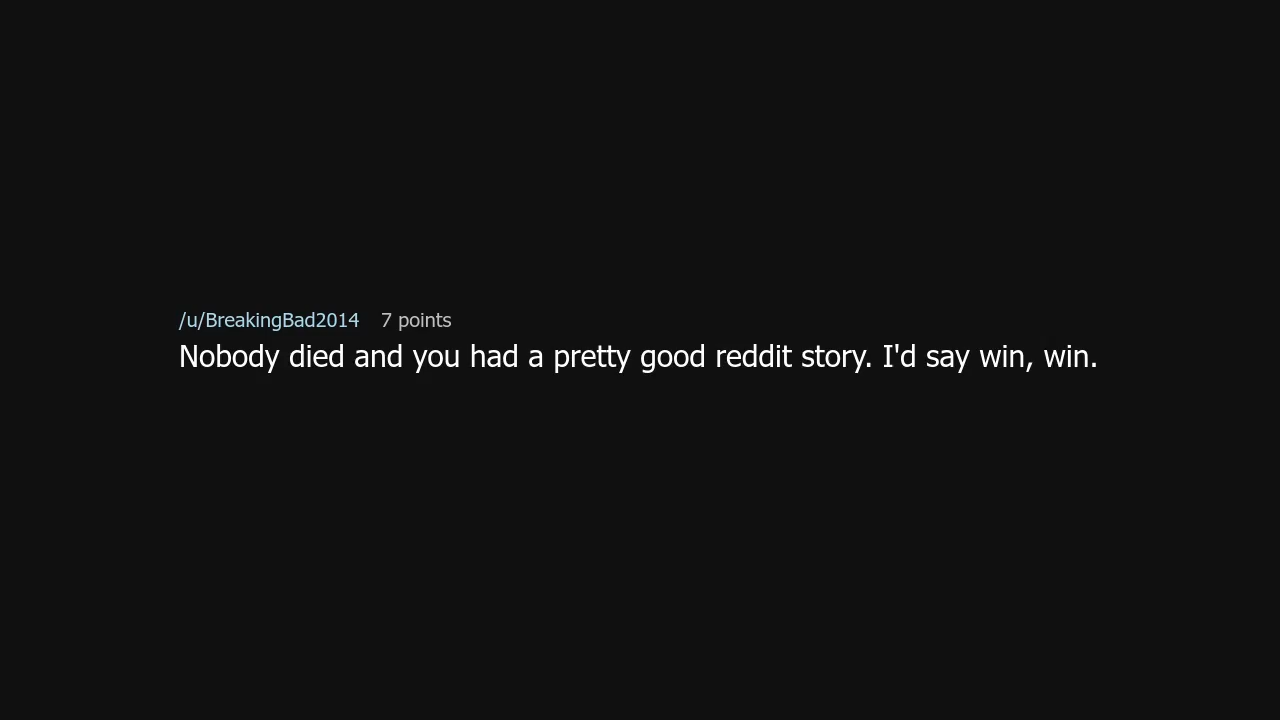 /u/BreakingBad2014 7 points
Nobody died and you had a pretty good reddit story. I'd say win, win.